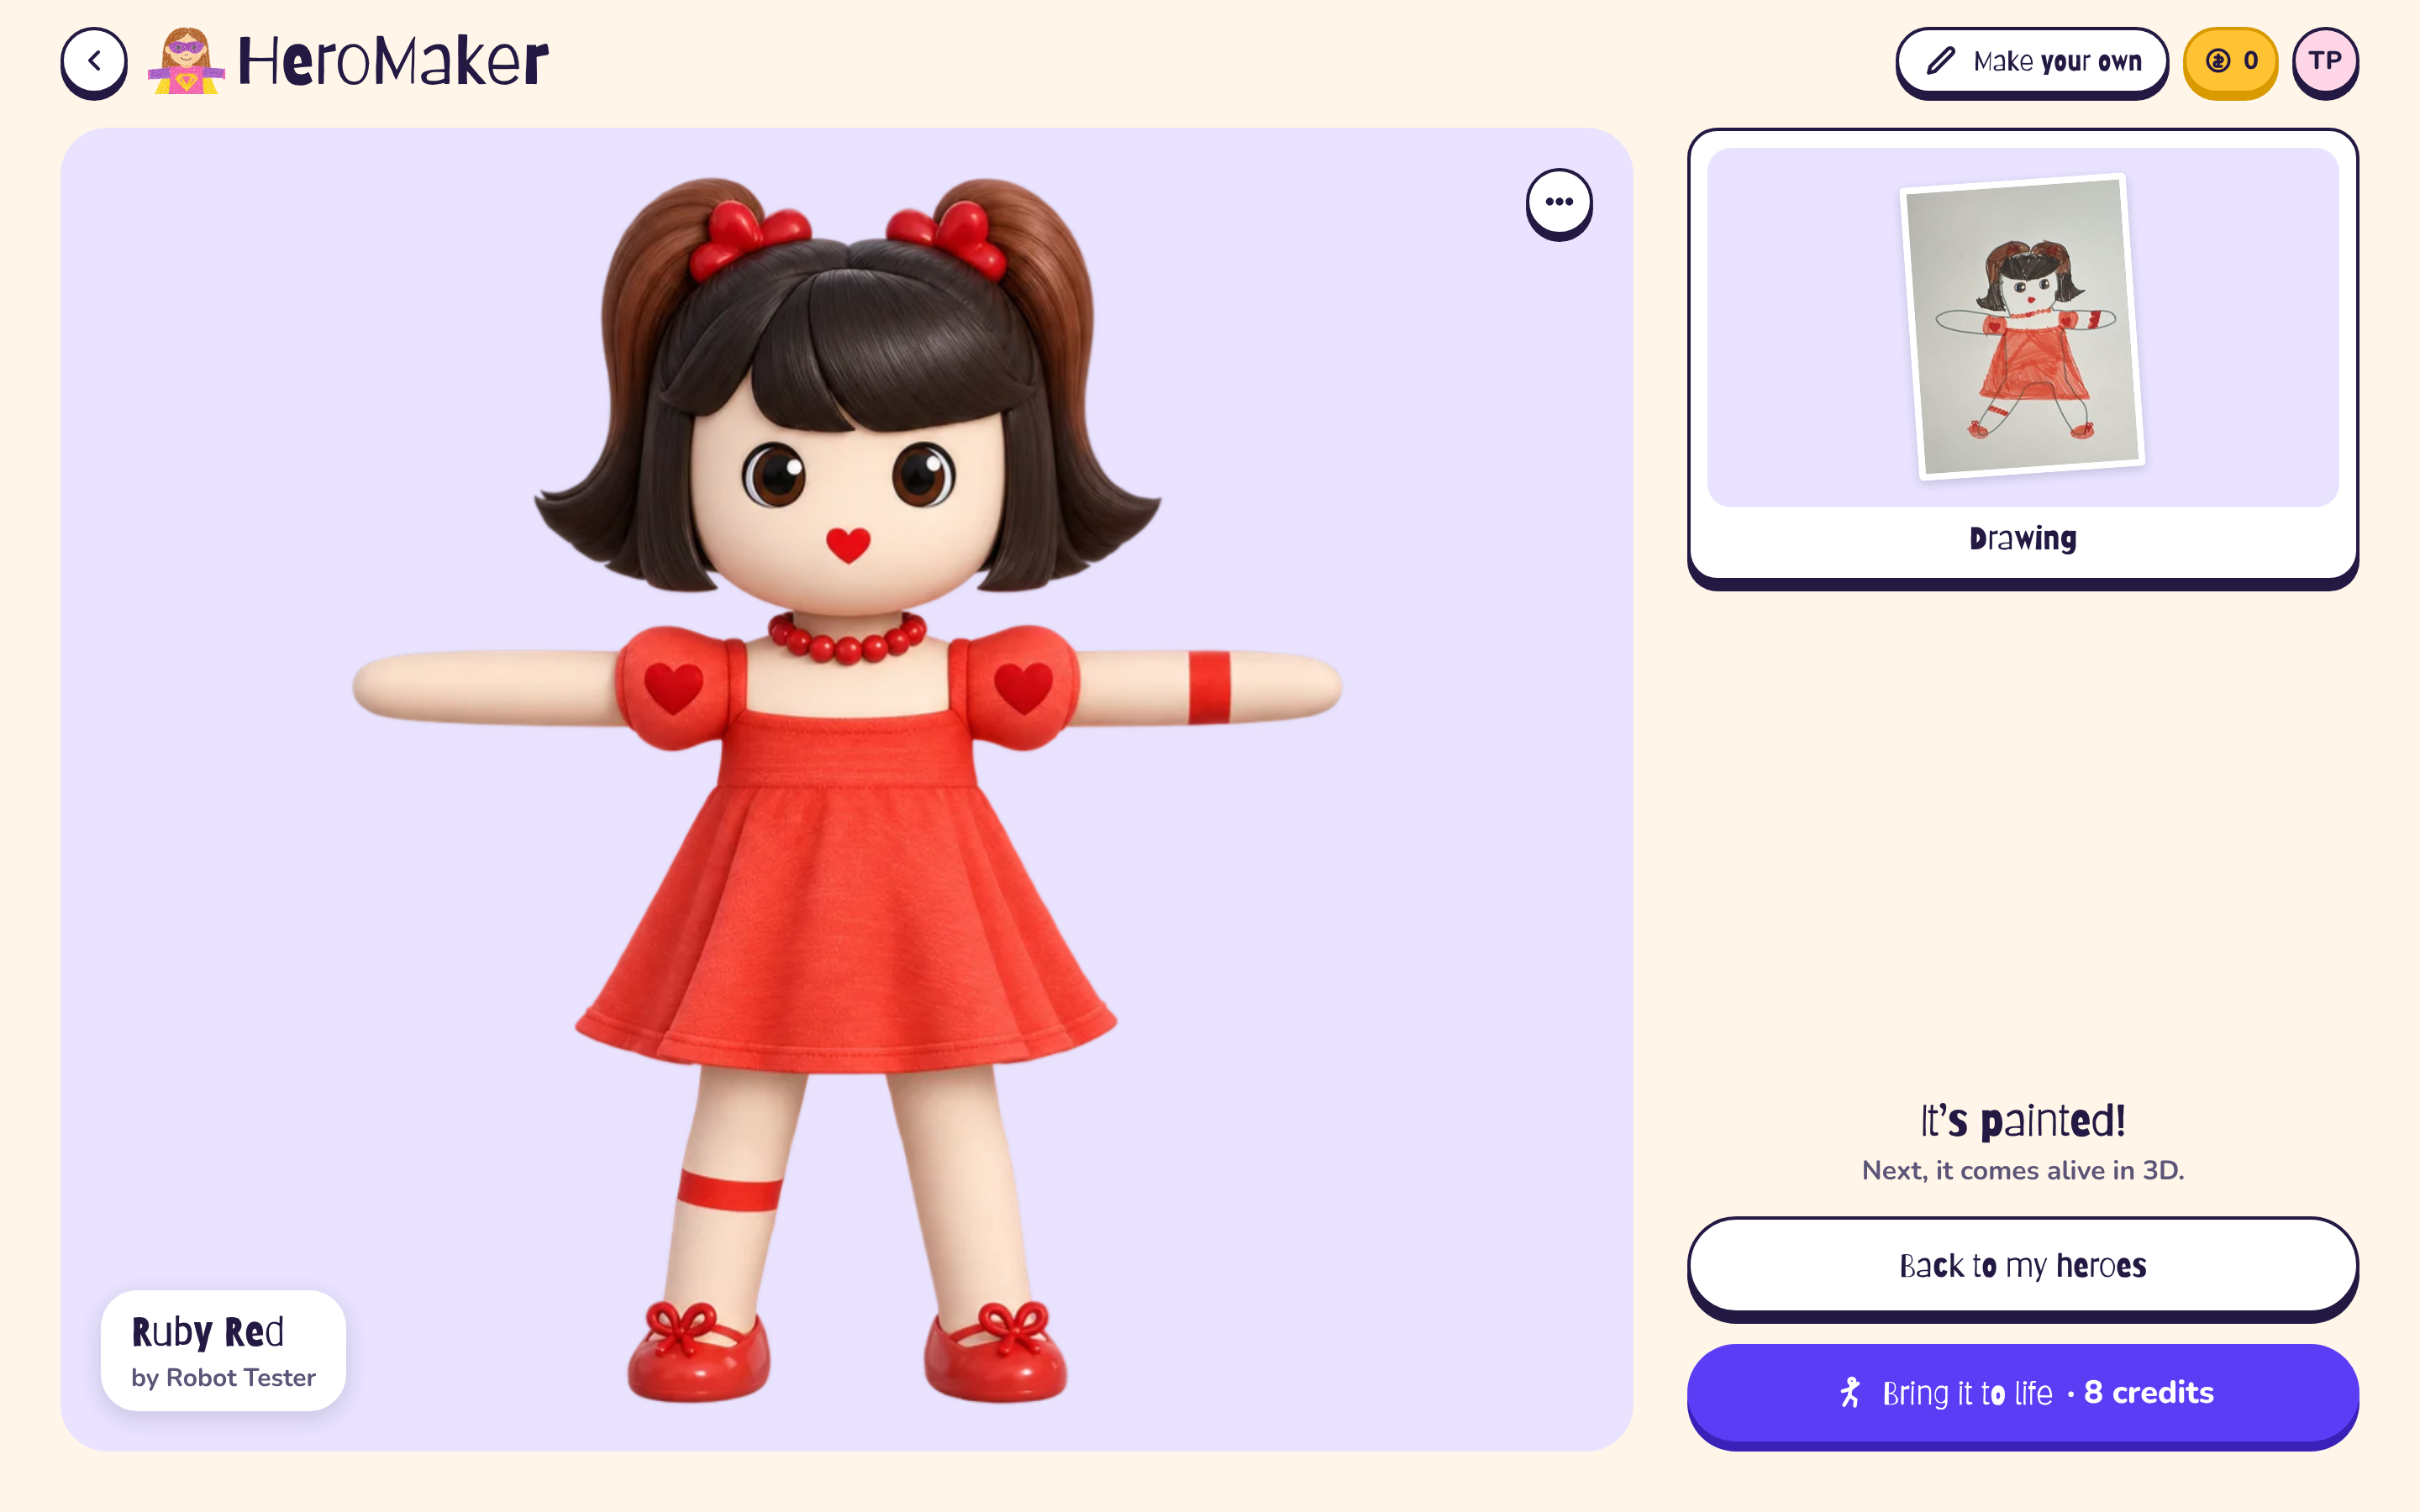 HeroMaker
Make your own
0
TP
Drawing
It's painted!
Next, it comes alive in 3D.
Back to my heroes
Bring it to life · 8 credits
Ruby Red
by Robot Tester